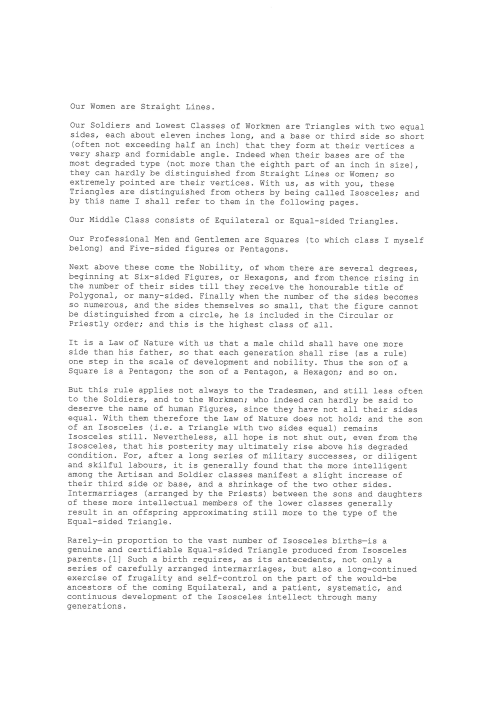 Our Women are Straight Lines.
Our Soldiers and Lowest Classes of Workmen are Triangles with two equal
sides, each about eleven inches long, and a base or third side so short
(often not exceeding half an inch) that they form at their vertices a
very sharp and formidable angle. Indeed when their bases are of the
most degraded type (not more than the eighth part of an inch in size),
they can hardly be distinguished from Straight Lines or Women; so
extremely pointed are their vertices. With us, as with you, these
Triangles are distinguished from others by being called Isosceles; and
by this name I shall refer to them in the following pages.
Our Middle Class consists of Equilateral or Equal-sided Triangles.
Our Professional Men and Gentlemen are Squares (to which class I myself
belong) and Five-sided figures or Pentagons.
Next above these come the Nobility, of whom there are several degrees,
beginning at Six-sided Figures, or Hexagons, and from thence rising in
the number of their sides till they receive the honourable title of
Polygonal, or many-sided. Finally when the number of the sides becomes
so numerous, and the sides themselves so small, that the figure cannot
be distinguished from a circle, he is included in the Circular or
Priestly order; and this is the highest class of all.
It is a Law of Nature with us that a male child shall have one more
side than his father, so that each generation shall rise (as a rule)
one step in the scale of development and nobility. Thus the son of a
Square is a Pentagon; the son of a Pentagon, a Hexagon; and so on.
But this rule applies not always to the Tradesmen, and still less often
to the Soldiers, and to the Workmen; who indeed can hardly be said to
deserve the name of human Figures, since they have not all their sides
equal. With them therefore the Law of Nature does not hold; and the son
of an Isosceles (i.e. a Triangle with two sides equal) remains
Isosceles still. Nevertheless, all hope is not shut out, even from the
Isosceles, that his posterity may ultimately rise above his degraded
condition. For, after a long series of military successes, or diligent
and skilful labours, it is generally found that the more intelligent
among the Artisan and Soldier classes manifest a slight increase of
their third side or base, and a shrinkage of the two other sides.
Intermarriages (arranged by the Priests) between the sons and daughters
of these more intellectual members of the lower classes generally
result in an offspring approximating still more to the type of the
Equal-sided Triangle.
Rarely—in proportion to the vast number of Isosceles births—is a
genuine and certifiable Equal-sided Triangle produced from Isosceles
parents.[1] Such a birth requires, as its antecedents, not only a
series of carefully arranged intermarriages, but also a long-continued
exercise of frugality and self-control on the part of the would-be
ancestors of the coming Equilateral, and a patient, systematic, and
continuous development of the Isosceles intellect through many
generations.